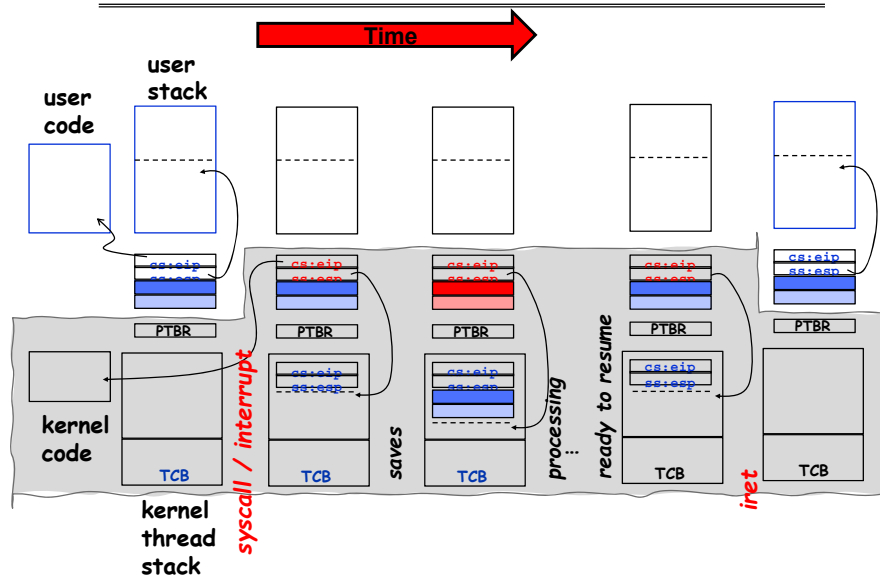 Time
user
stack
user
code
cs:eip
ss:esp
cs:eip
ss:esp
cs:eip
ss:esp
cs:eip
ss:esp
cs:eip
ss:esp
PTBR
PTBR
PTBR
PTBR
PTBR
cs:eip
ss:esp
cs:eip
ss:esp
cs:eip
ss:esp
kernel
code
syscall / interrupt
saves
processing
...
ready to resume
iret
TCB
TCB
TCB
TCB
TCB
kernel
thread
stack